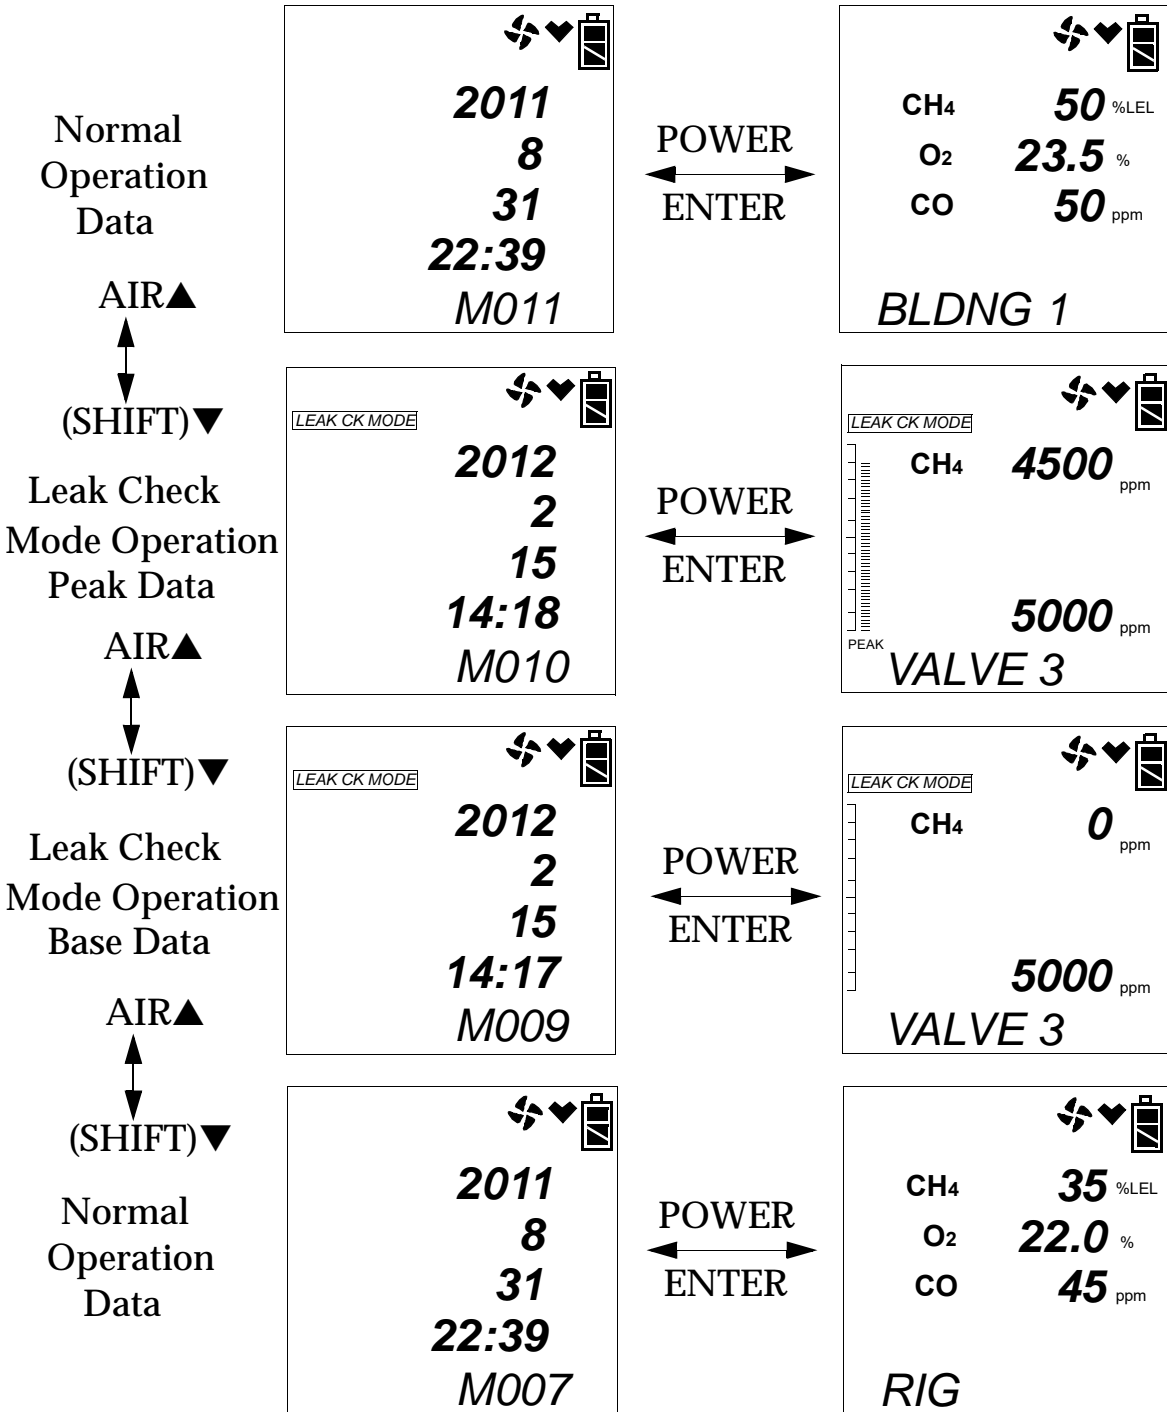 Normal
Operation
Data
2011
8
31
22:39
M011
POWER
ENTER
CH4 50 %LEL
O2 23.5 %
CO 50 ppm
BLDNG 1
AIR▲
(SHIFT)▼
Leak Check
Mode Operation
Peak Data
LEAK CK MODE
2012
2
15
14:18
M010
POWER
ENTER
LEAK CK MODE
CH4 4500 ppm
5000 ppm
PEAK
VALVE 3
AIR▲
(SHIFT)▼
Leak Check
Mode Operation
Base Data
LEAK CK MODE
2012
2
15
14:17
M009
POWER
ENTER
LEAK CK MODE
CH4 0 ppm
5000 ppm
VALVE 3
AIR▲
(SHIFT)▼
Normal
Operation
Data
2011
8
31
22:39
M007
POWER
ENTER
CH4 35 %LEL
O2 22.0 %
CO 45 ppm
RIG